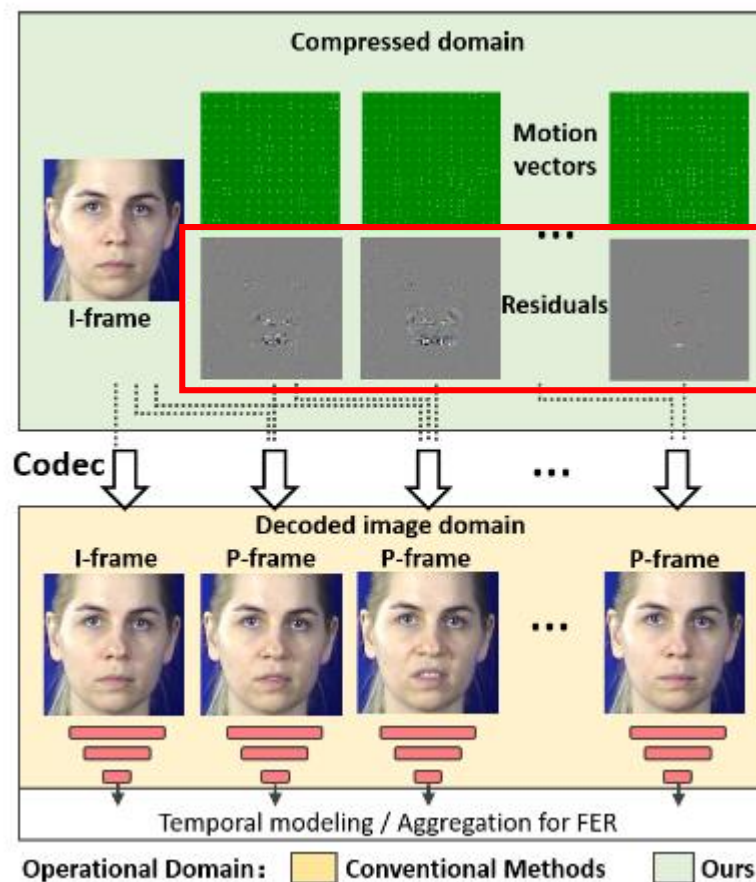 Compressed domain
Motion
vectors
...
I-frame
Residuals
Codec
...
Decoded image domain
I-frame P-frame P-frame P-frame
...
Temporal modeling / Aggregation for FER
Operational Domain: Conventional Methods Ours